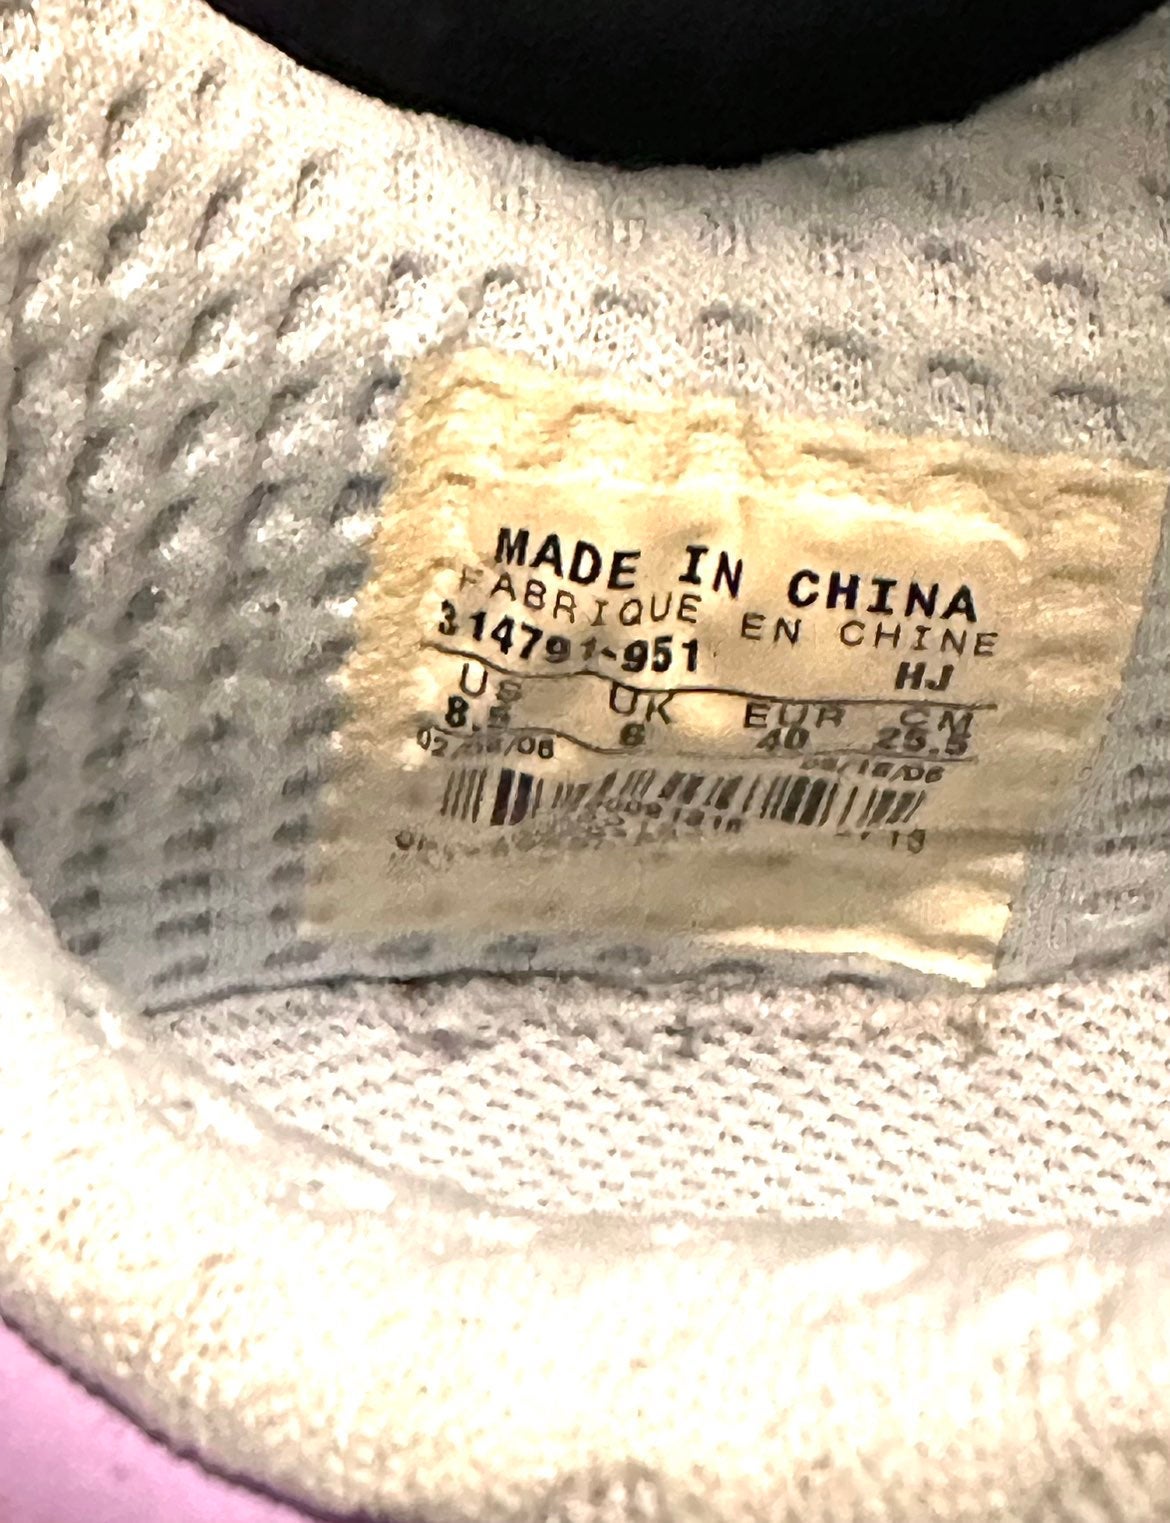 MADE IN CHINA
FABRIQUE EN CHINE
314791-951 HJ
US UK EUR CM
8.5 6 40 25.5